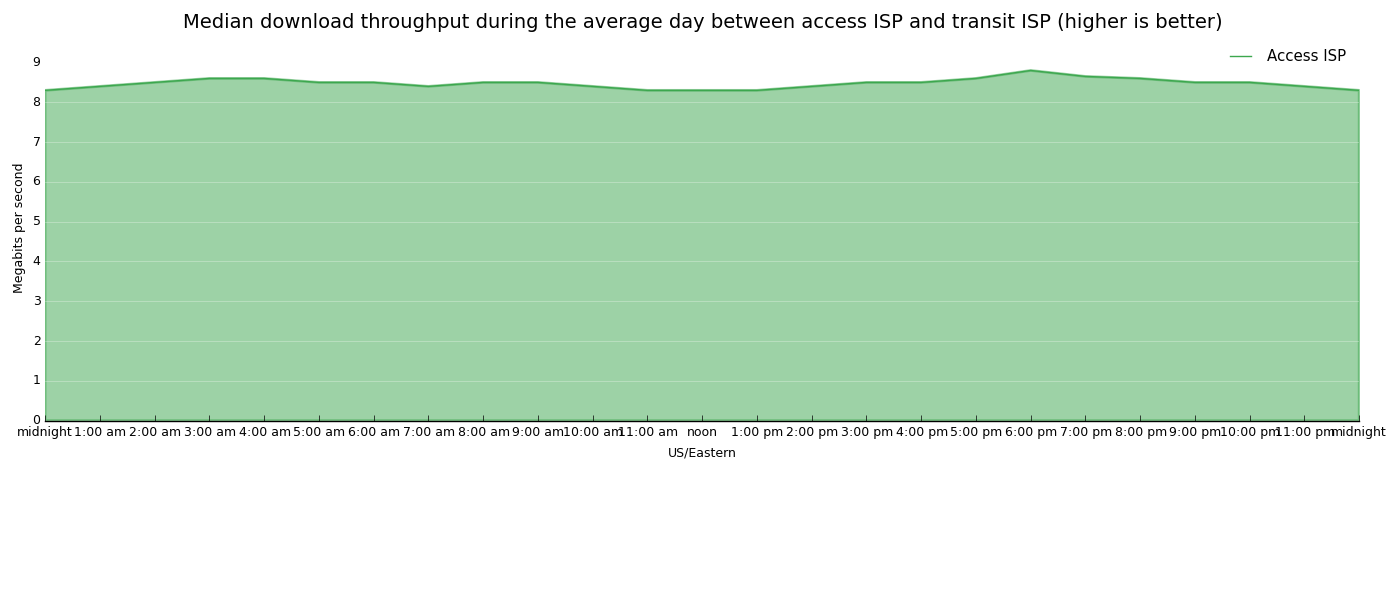 Median download throughput during the average day between access ISP and transit ISP (higher is better)
Access ISP
Megabits per second
9
8
7
6
5
4
3
2
1
0
midnight 1:00 am 2:00 am 3:00 am 4:00 am 5:00 am 6:00 am 7:00 am 8:00 am 9:00 am 10:00 am 11:00 am noon 1:00 pm 2:00 pm 3:00 pm 4:00 pm 5:00 pm 6:00 pm 7:00 pm 8:00 pm 9:00 pm 10:00 pm 11:00 pm midnight
US/Eastern